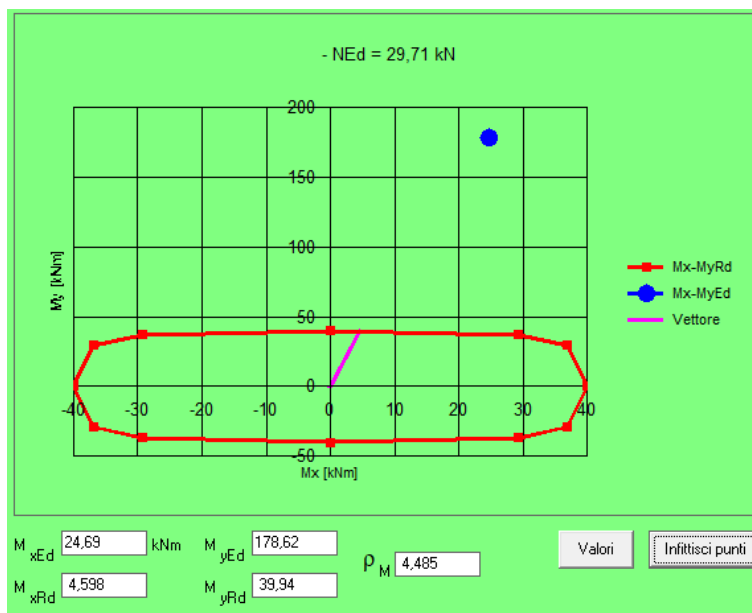 - NEd = 29,71 kN
200
150
100
50
0
-50
-40 -30 -20 -10 0 10 20 30 40
My [kNm]
Mx [kNm]
Mx-MyRd
Mx-MyEd
Vettore
M xEd 24,69 kNm M yEd 178,62
M xRd 4,598 M yRd 39,94
ρ M 4,485
Valori
Infittisci punti